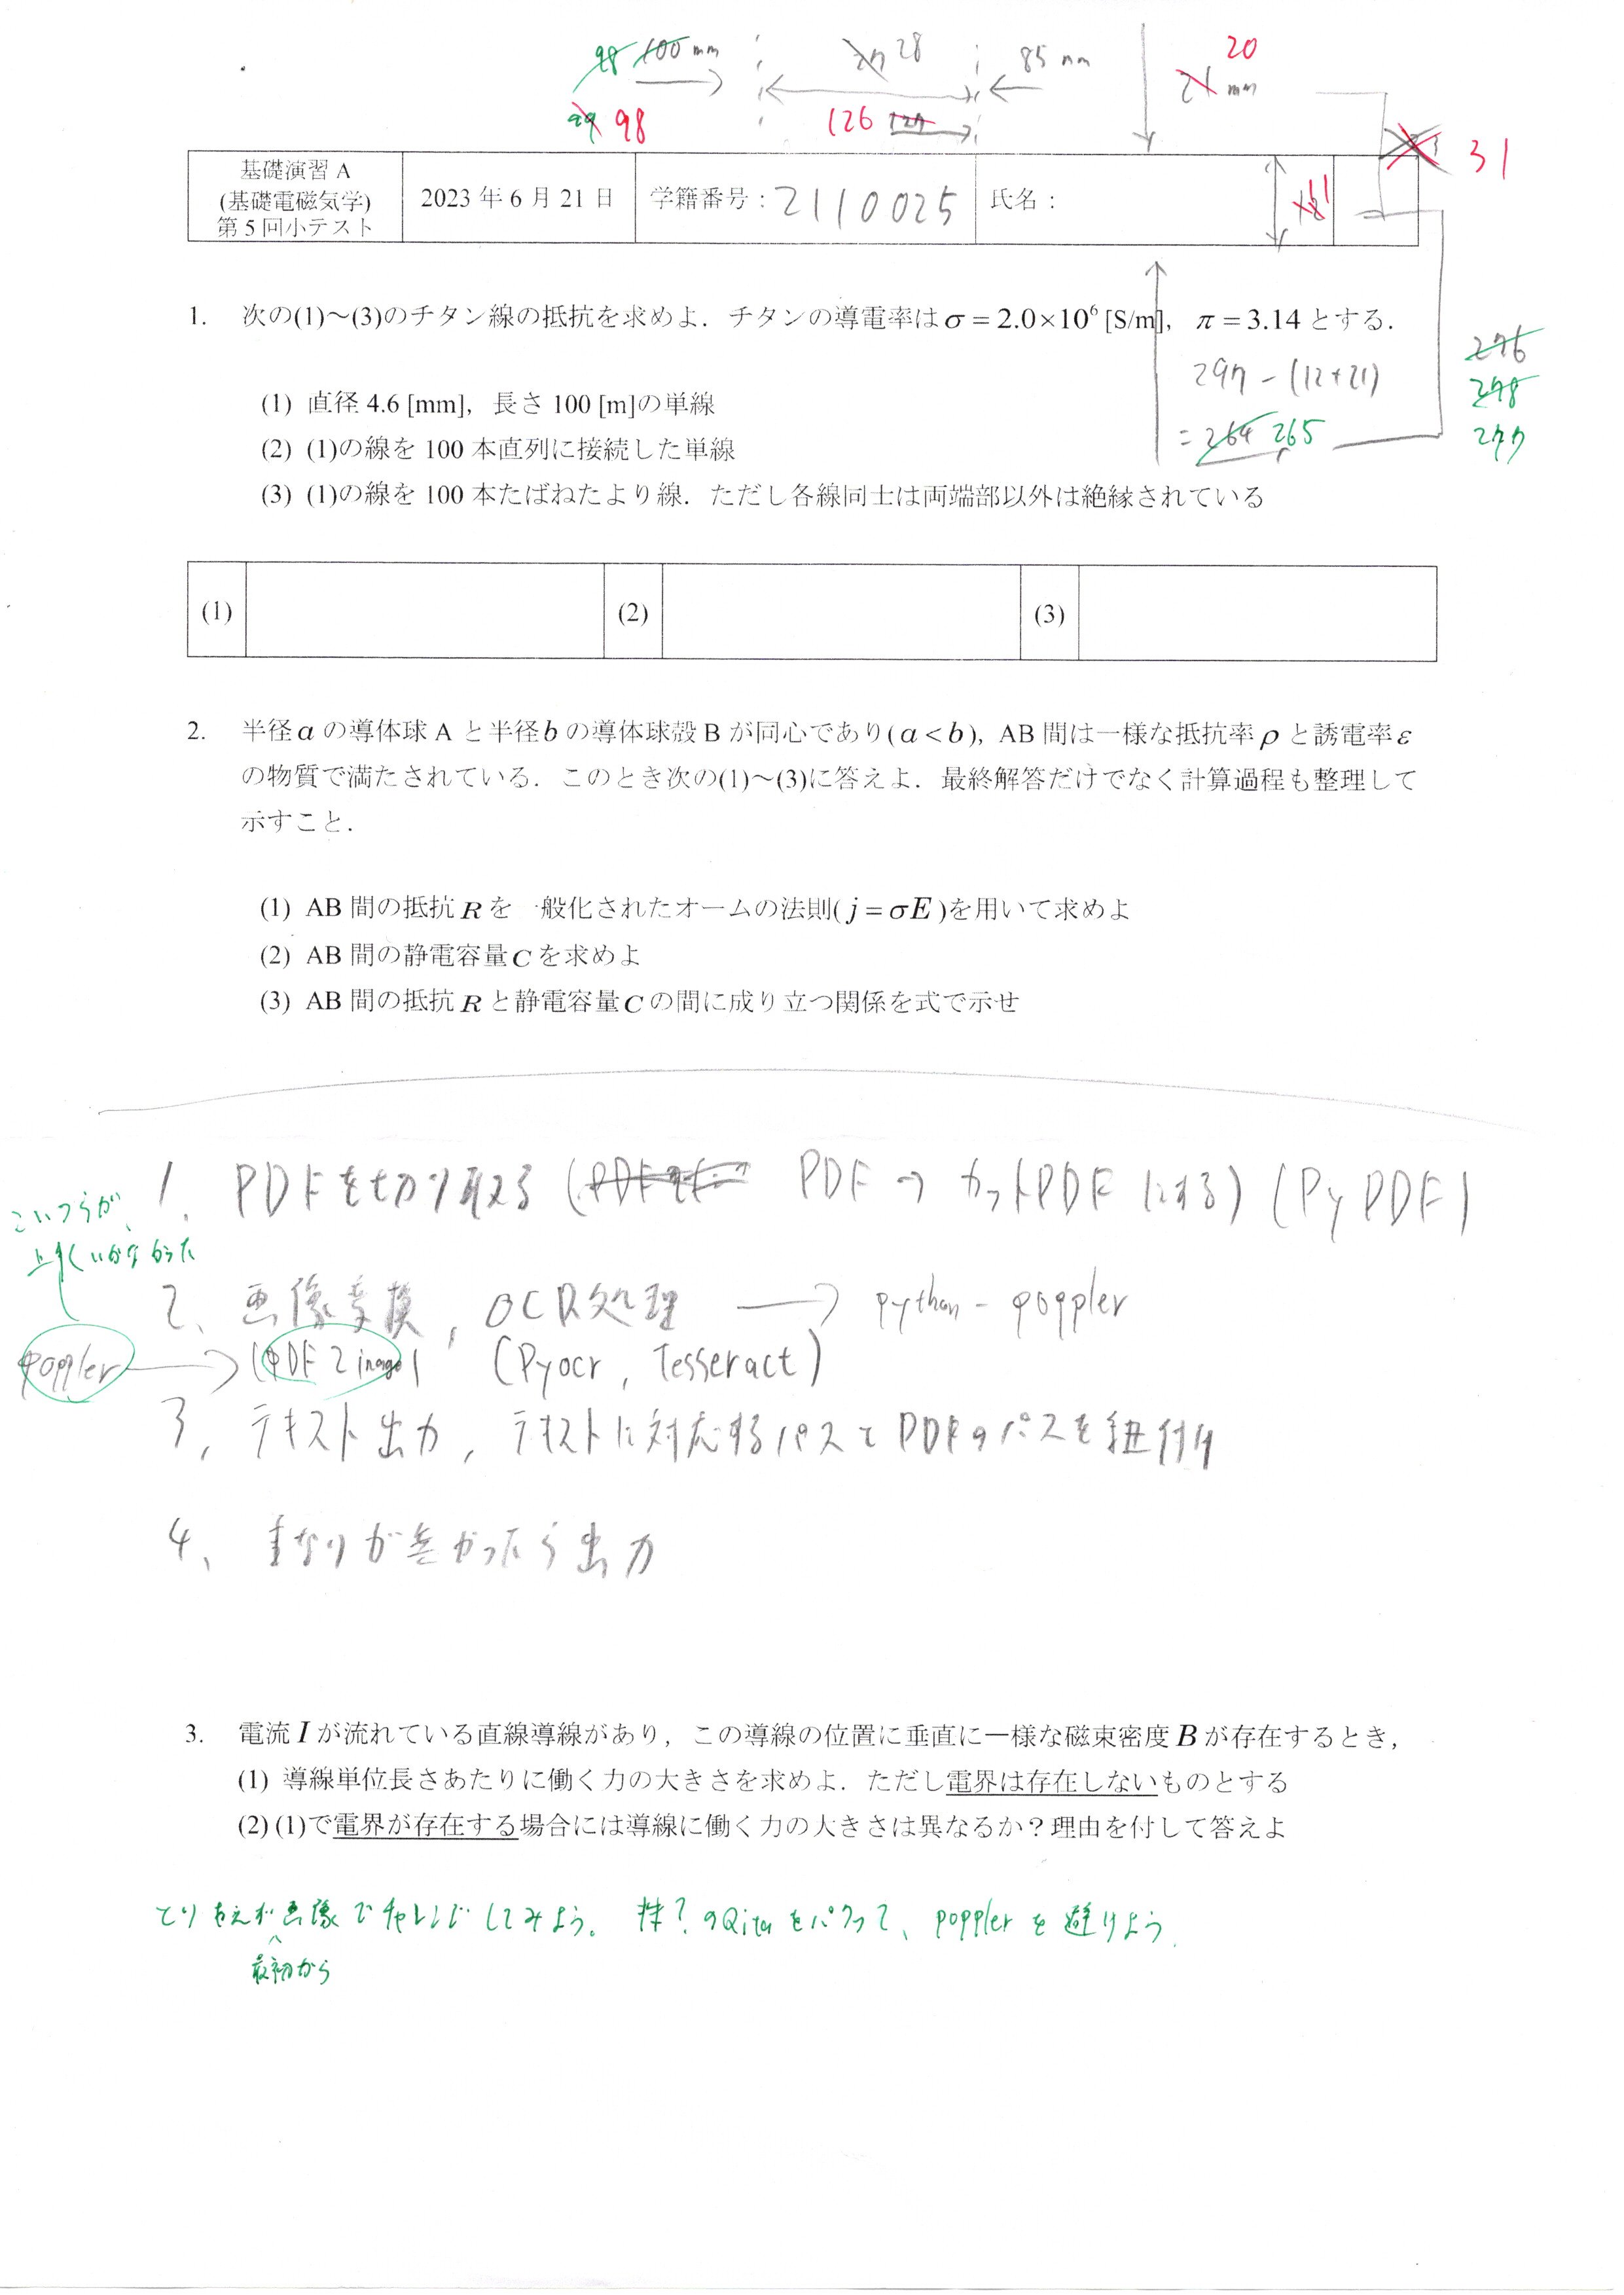 98 100 mm
27 28
85 mm
20
21 mm
99 98
126 127
31
基礎演習 A
(基礎電磁気学)
第 5 回小テスト
2023 年 6 月 21 日
学籍番号：2110025
氏名：
11
1. 次の(1)～(3)のチタン線の抵抗を求めよ．チタンの導電率はσ = 2.0×10⁶ [S/m]， π = 3.14 とする．
276
297 - (12+21)
278
= 264 265
277
(1) 直径 4.6 [mm]，長さ 100 [m]の単線
(2) (1)の線を 100 本直列に接続した単線
(3) (1)の線を 100 本たばねたより線．ただし各線同士は両端部以外は絶縁されている
(1)
(2)
(3)
2. 半径 a の導体球 A と半径 b の導体球殻 B が同心であり(a < b)，AB 間は一様な抵抗率 ρ と誘電率 ε
の物質で満たされている．このとき次の(1)～(3)に答えよ．最終解答だけでなく計算過程も整理して
示すこと．
(1) AB 間の抵抗 R を一般化されたオームの法則( j = σE )を用いて求めよ
(2) AB 間の静電容量 C を求めよ
(3) AB 間の抵抗 R と静電容量 C の間に成り立つ関係を式で示せ
1. PDFを切り取る ( PDF → カットPDFにする) (PyPDF)
こいつらが、
上手くいかなかった
2、画像変換，OCR処理 → python-poppler
poppler → (PDF2image) (Pyocr, Tesseract)
3, テキスト出力，テキストに対応するパスとPDFのパスを紐付け
4、重なりが無かったら出力
3. 電流 I が流れている直線導線があり，この導線の位置に垂直に一様な磁束密度 B が存在するとき，
(1) 導線単位長さあたりに働く力の大きさを求めよ．ただし電界は存在しないものとする
(2) (1)で電界が存在する場合には導線に働く力の大きさは異なるか？理由を付して答えよ
とりあえず画像でチャレンジしてみよう。 株？のQiitaをパクって、popplerを避けよう．
最初から